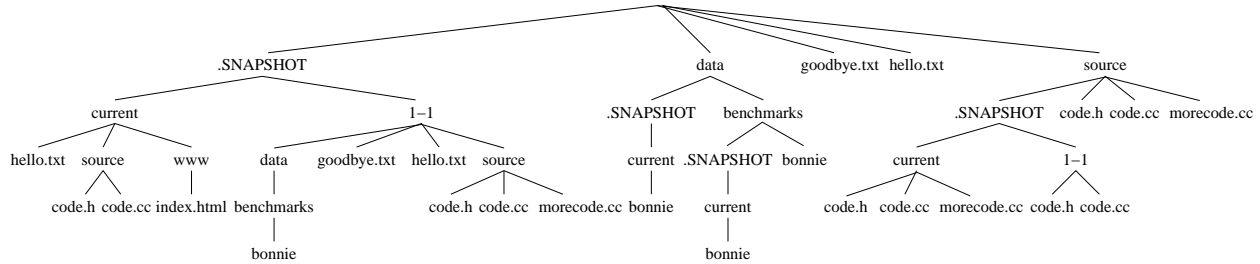 .SNAPSHOT data goodbye.txt hello.txt source
current 1–1 .SNAPSHOT benchmarks .SNAPSHOT code.h code.cc morecode.cc
hello.txt source www data goodbye.txt hello.txt source current .SNAPSHOT bonnie current 1–1
code.h code.cc index.html benchmarks code.h code.cc morecode.cc bonnie current code.h code.cc morecode.cc code.h code.cc
bonnie bonnie